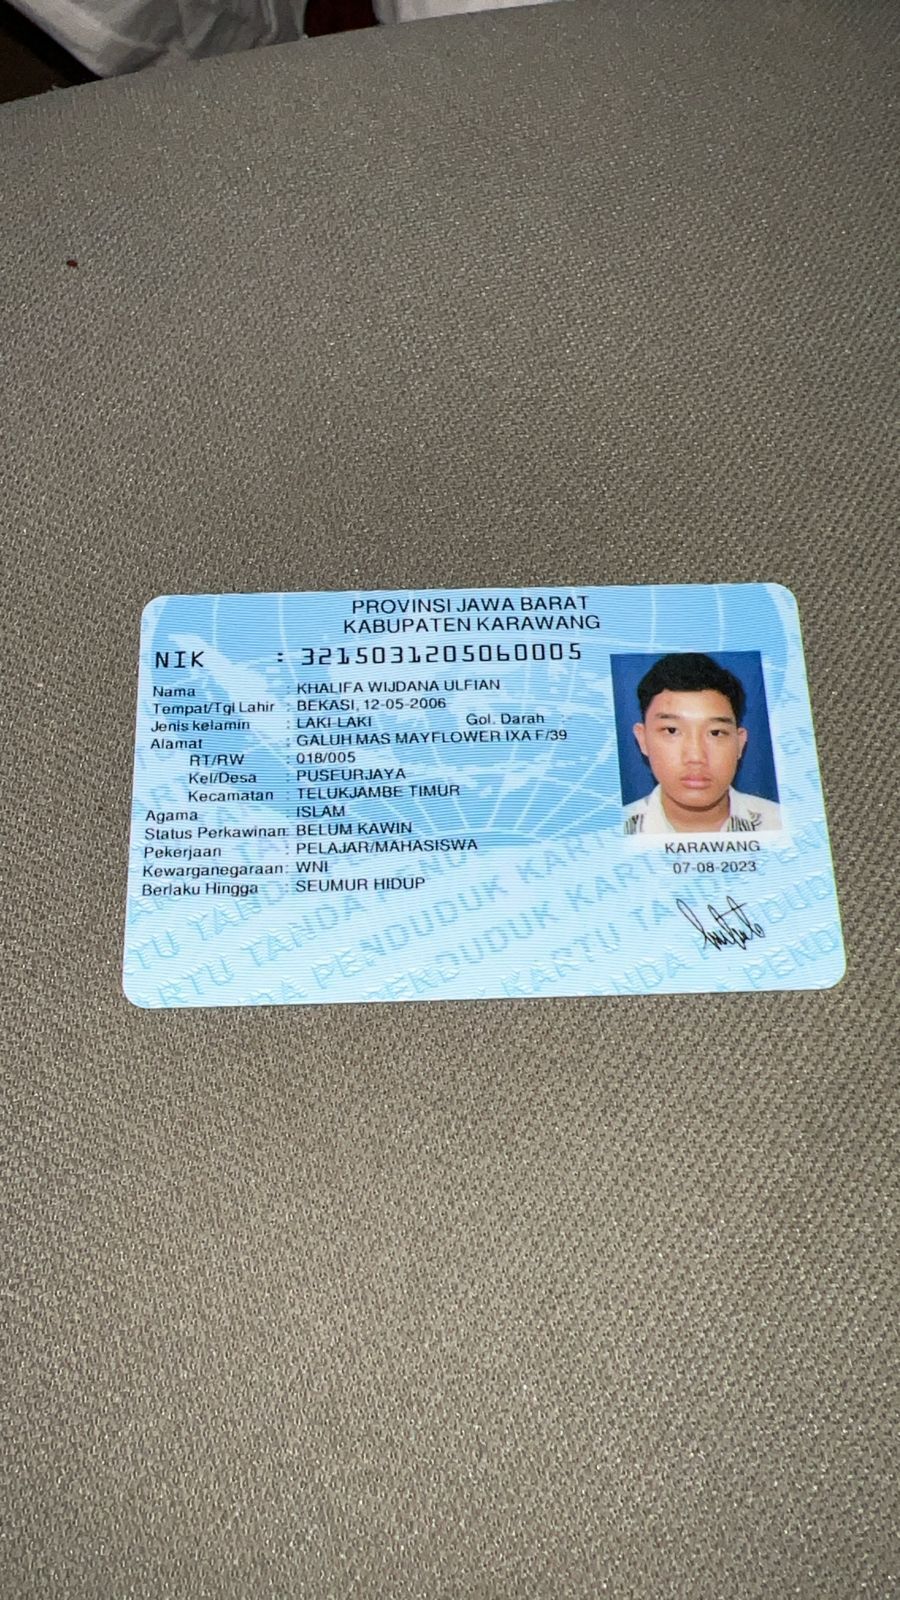 PROVINSI JAWA BARAT
KABUPATEN KARAWANG
NIK : 3215031205060005
Nama : KHALIFA WIJDANA ULFIAN
Tempat/Tgl Lahir : BEKASI, 12-05-2006
Jenis kelamin : LAKI-LAKI Gol. Darah :
Alamat : GALUH MAS MAYFLOWER IXA F/39
RT/RW : 018/005
Kel/Desa : PUSEURJAYA
Kecamatan : TELUKJAMBE TIMUR
Agama : ISLAM
Status Perkawinan: BELUM KAWIN
Pekerjaan : PELAJAR/MAHASISWA
Kewarganegaraan: WNI
Berlaku Hingga : SEUMUR HIDUP
KARAWANG
07-08-2023
KARTU TANDA PENDUDUK